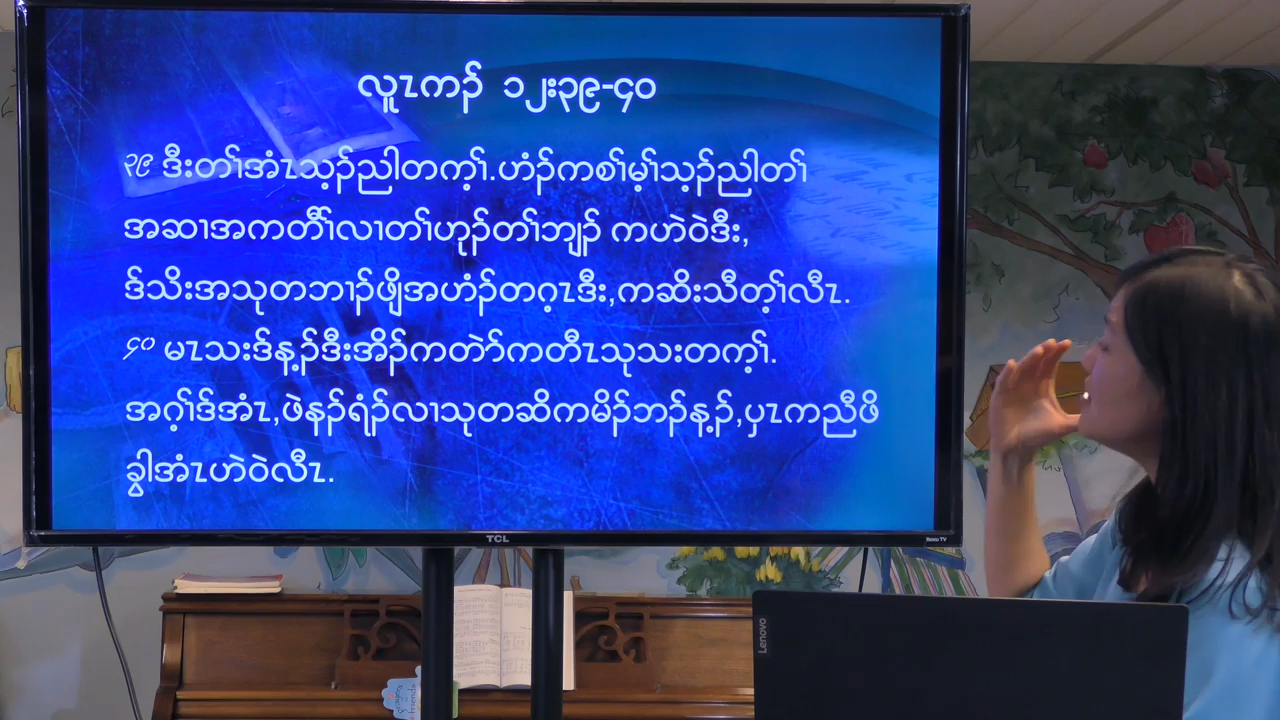 လူၤကၣ် ၁၂း၃၉-၄၀
၃၉ ဒီးတၢ်အံၤသ့ၣ်ညါတက့ၢ်.ဟံၣ်ကစၢ်မ့ၢ်သ့ၣ်ညါတၢ်
အဆၢအကတီၢ်လၢတၢ်ဟုၣ်တၢ်ဘျုၣ် ကဟဲဝဲဒီး,
ဒ်သိးအသုတဘၢၣ်ဖျိအဟံၣ်တဂ့ၤဒီး,ကဆိးသီတ့ၢ်လီၤ.
၄၀ မၤသးဒ်န့ၣ်ဒီးအိၣ်ကတဲာ်ကတီၤသုသးတက့ၢ်.
အဂ့ၢ်ဒ်အံၤ,ဖဲနၣ်ရံၣ်လၢသုတဆိကမိၣ်ဘၣ်န့ၣ်,ပှၤကညီဖိ
ခွါအံၤဟဲဝဲလီၤ.
TCL
Roku TV
Lenovo